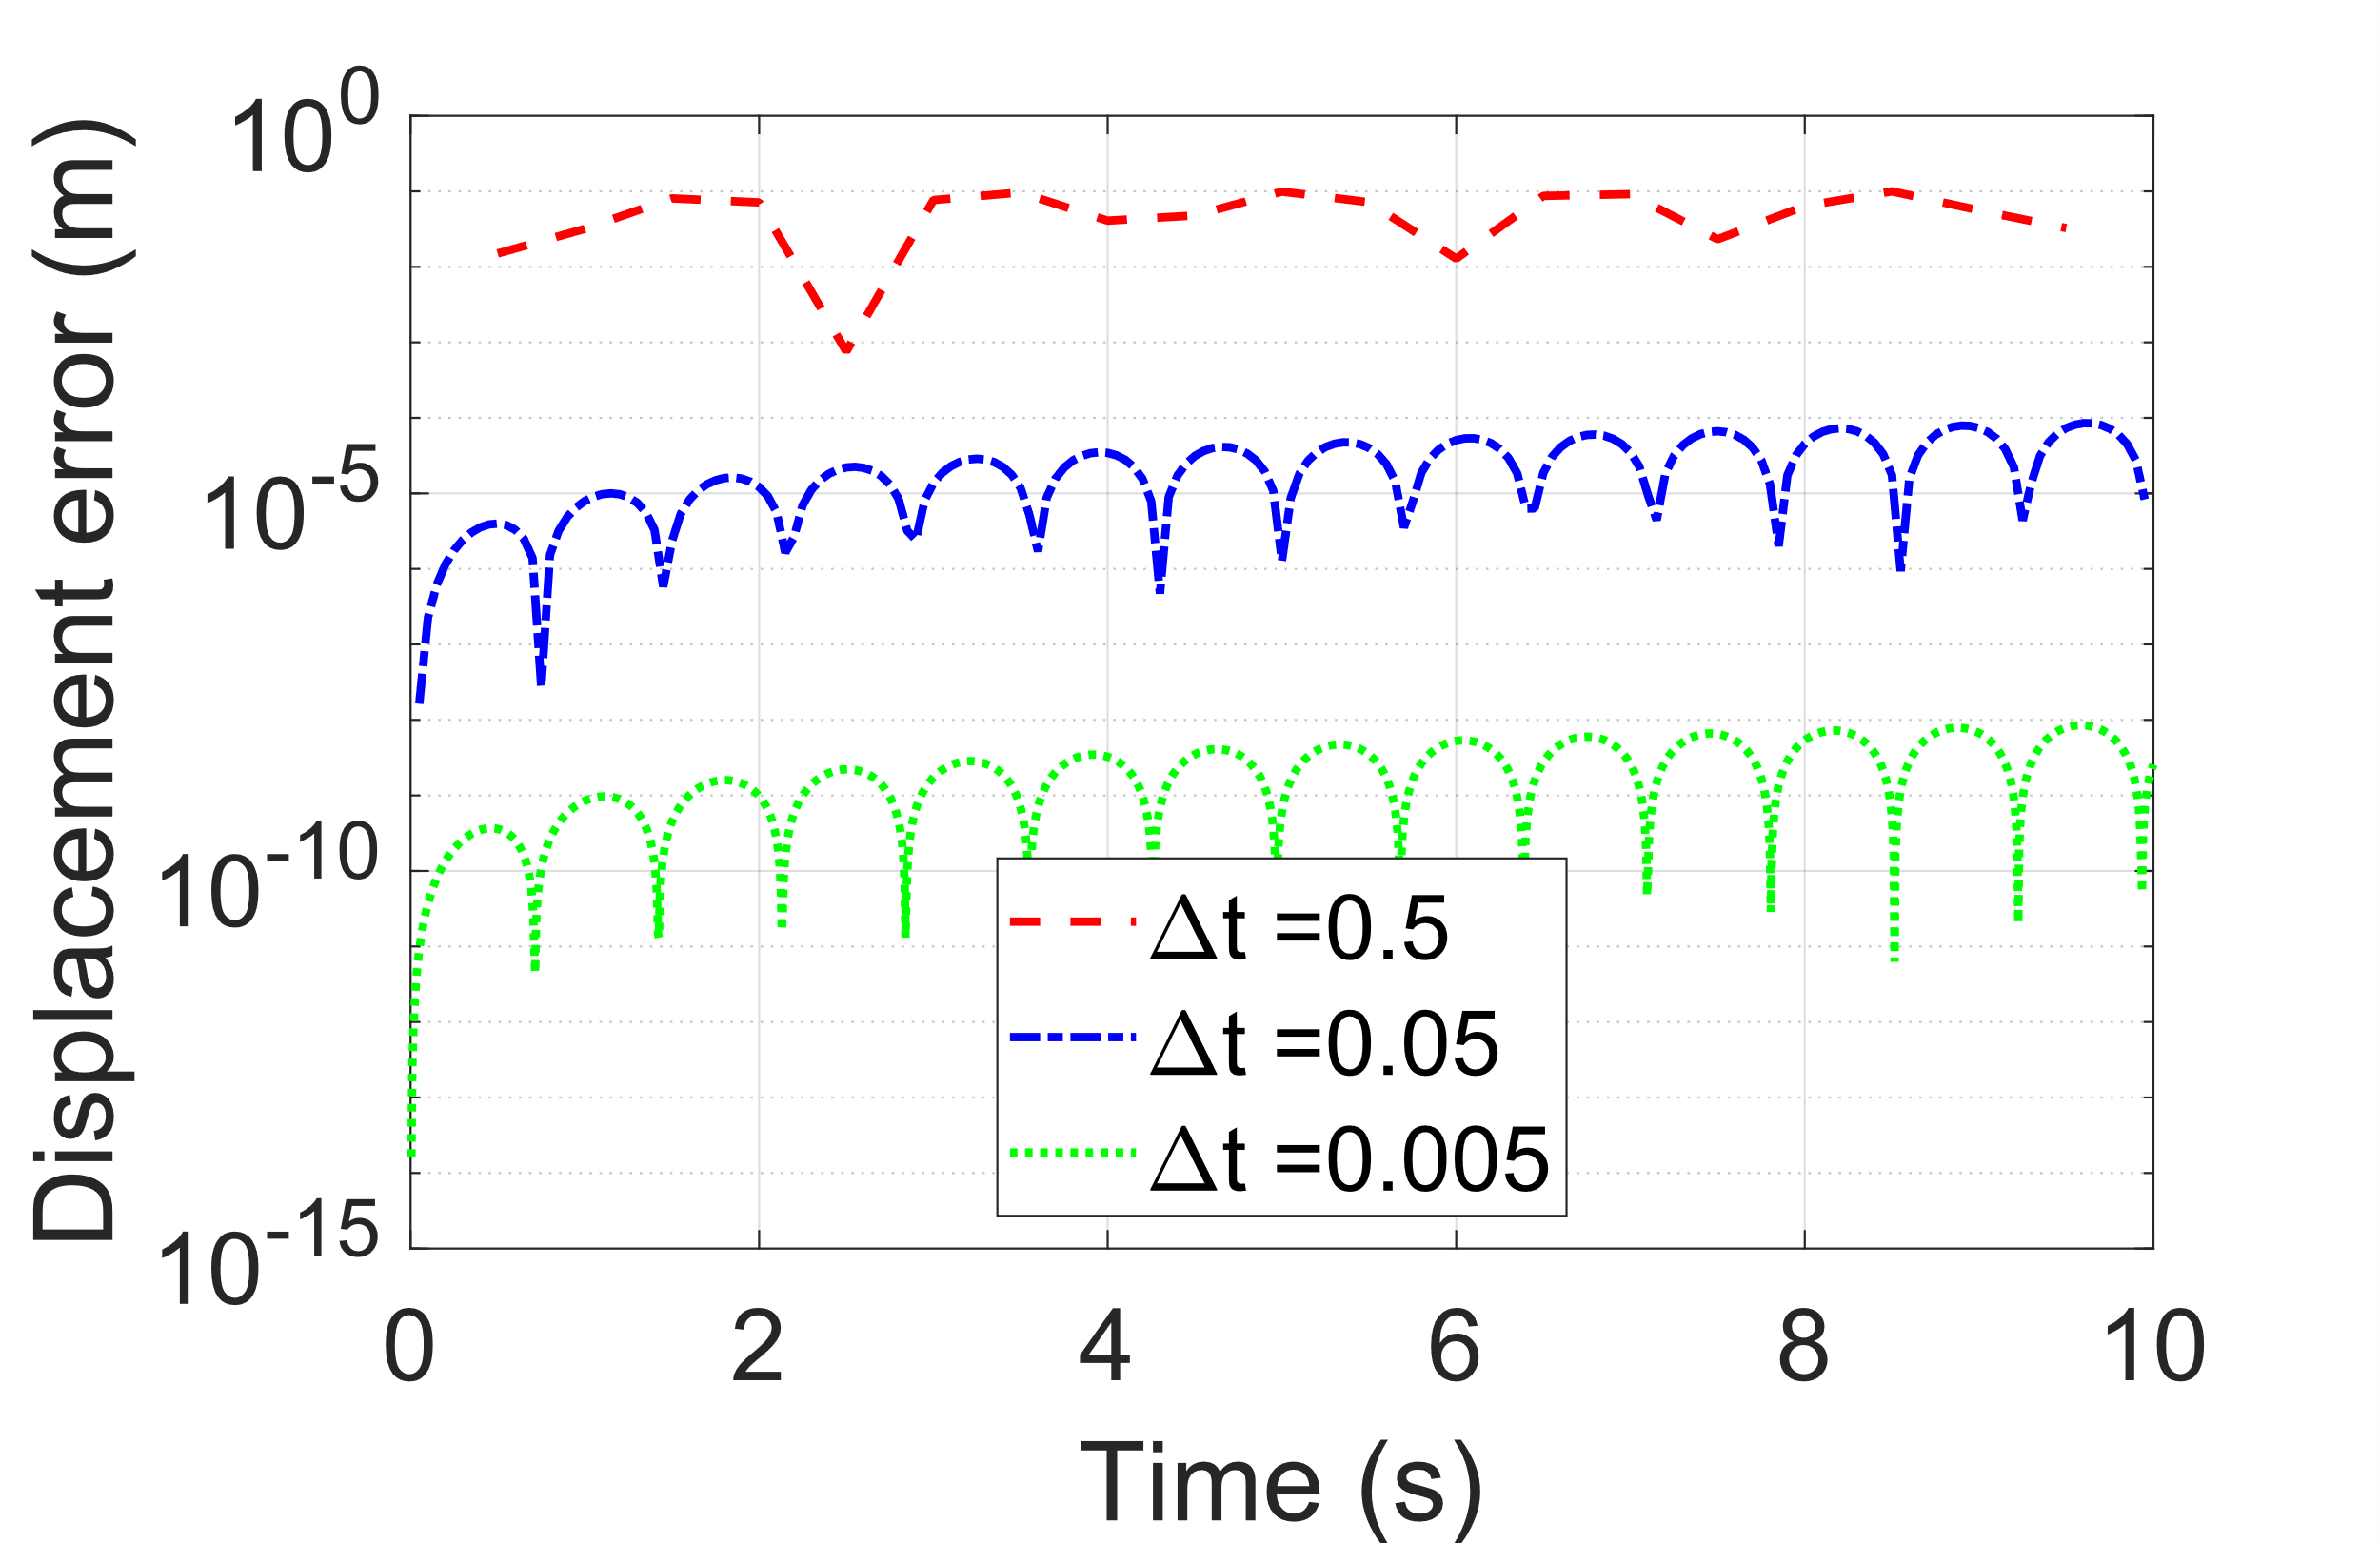 Displacement error (m)
10^0
10^-5
10^-10
10^-15
Δt =0.5
Δt =0.05
Δt =0.005
0 2 4 6 8 10
Time (s)